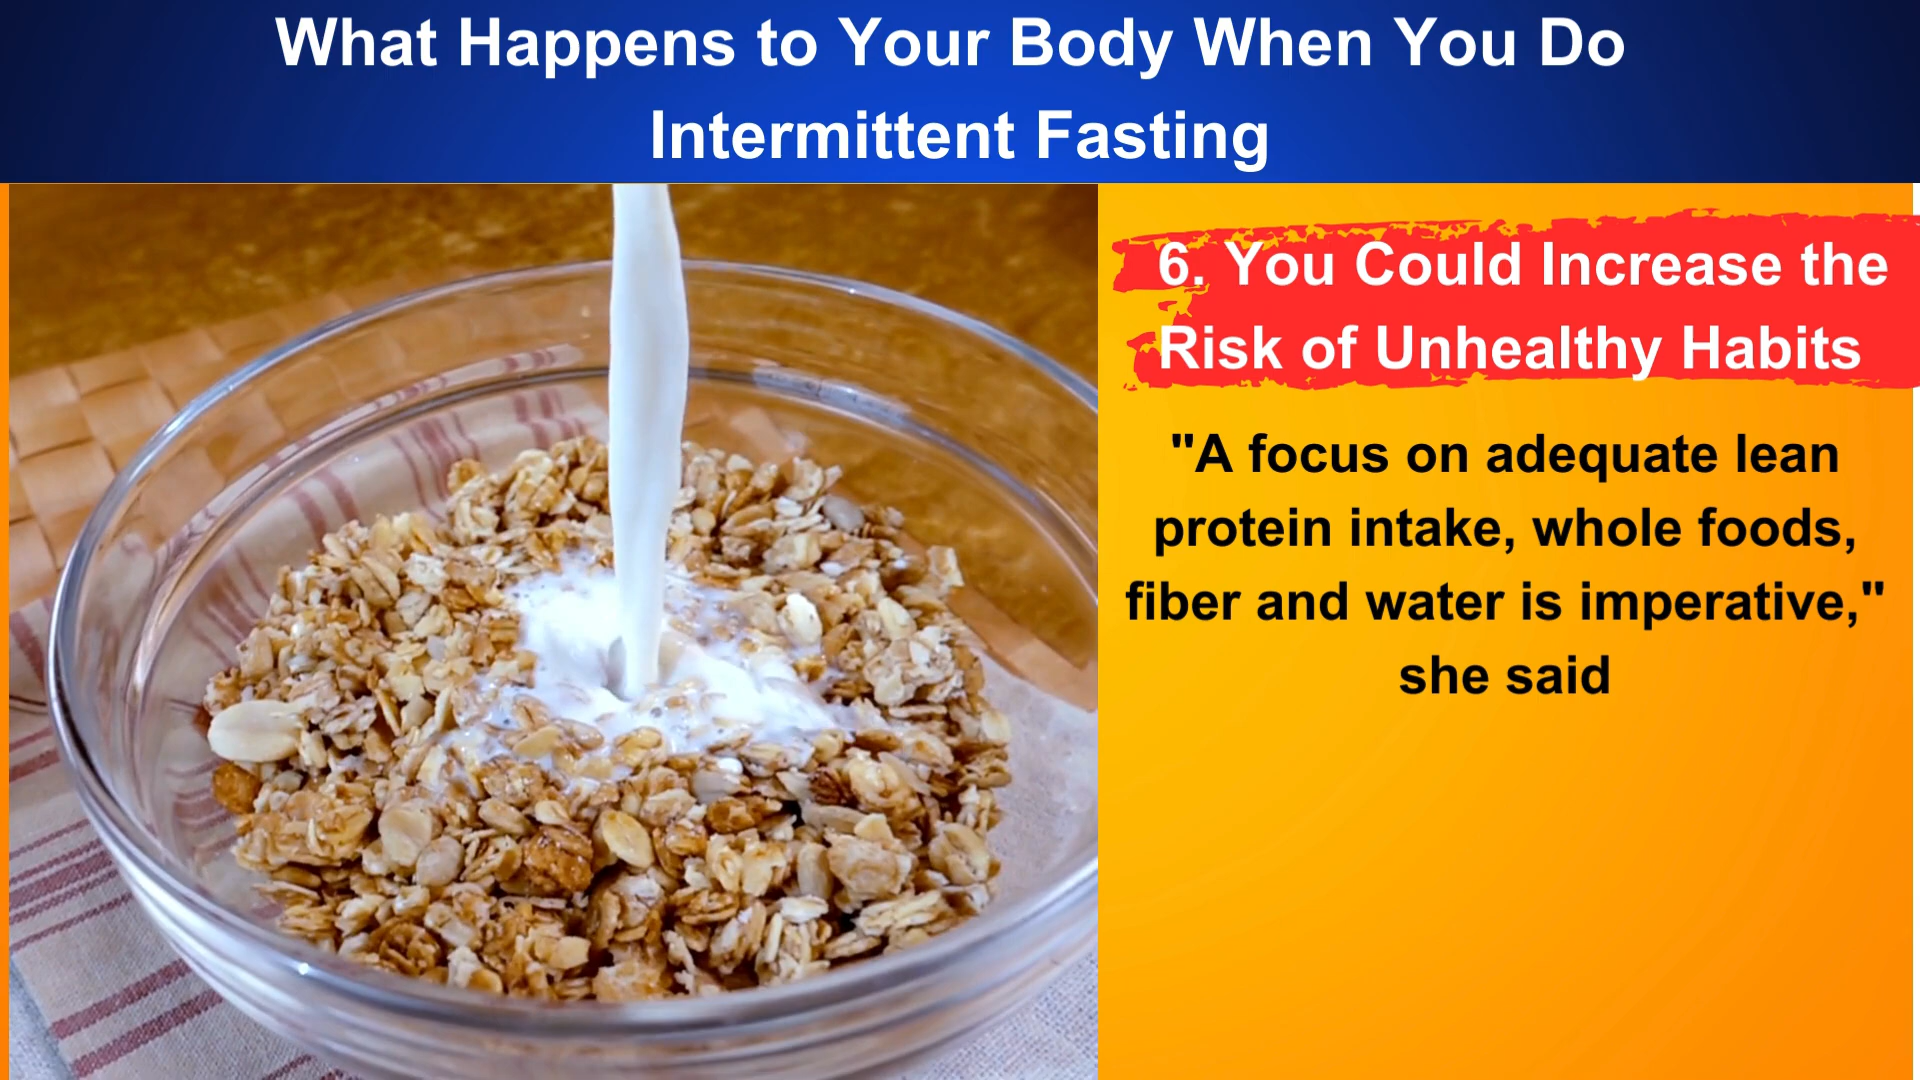 What Happens to Your Body When You Do
Intermittent Fasting
6. You Could Increase the
Risk of Unhealthy Habits
"A focus on adequate lean
protein intake, whole foods,
fiber and water is imperative,"
she said